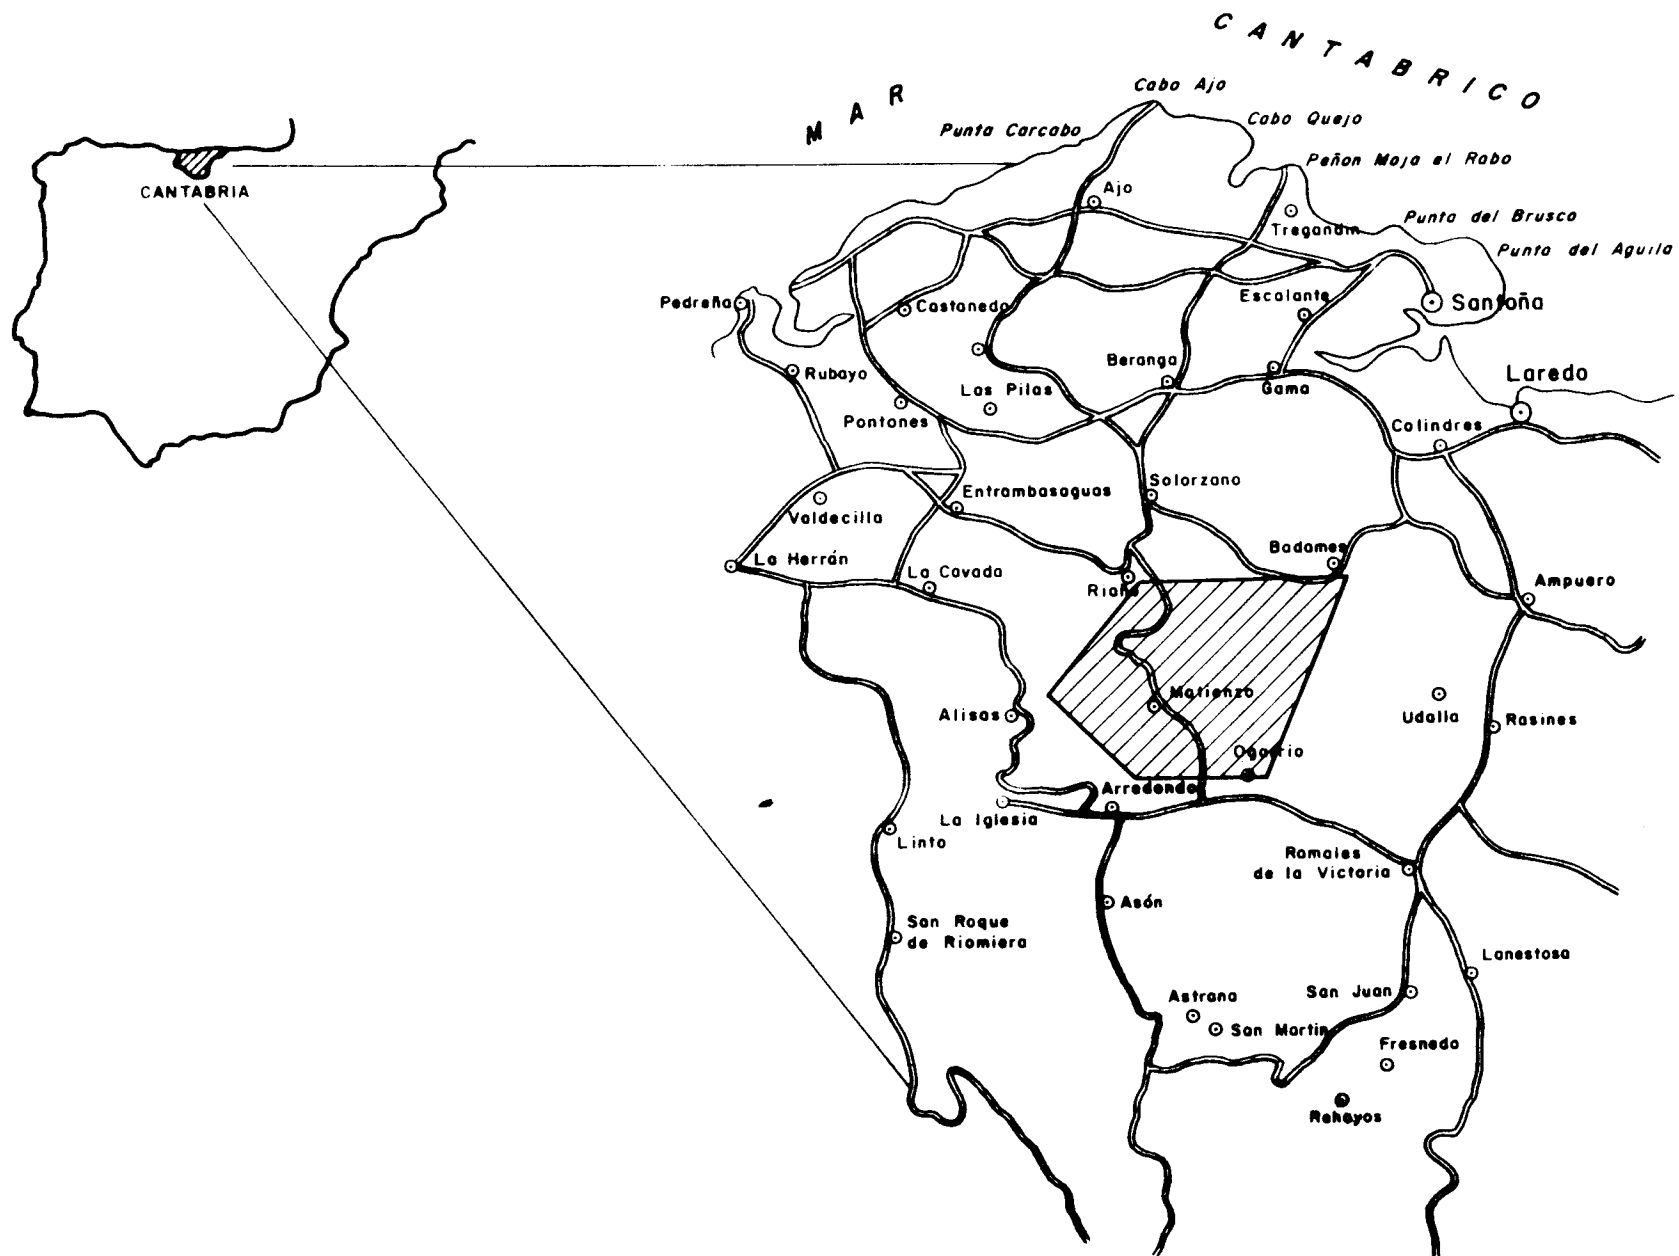 MAR CANTABRICO
Cabo Ajo
Punta Carcabo
Cabo Quejo
Peñon Moja el Rabo
CANTABRIA
Ajo
Punta del Brusco
Tregandin
Punta del Aguila
Pedreña
Castanedo
Escalante
Santoña
Rubayo
Beranga
Las Pilas
Gama
Laredo
Pontones
Colindres
Solorzano
Entrambasaguas
Valdecilla
Badames
La Herrán
La Cavada
Riaño
Ampuero
Matienzo
Alisas
Udalla
Rasines
Ogarrio
Arredondo
La Iglesia
Linto
Ramales
de la Victoria
Asón
San Roque
de Riomiera
Lanestosa
Astrana
San Juan
San Martin
Fresnedo
Rehoyos